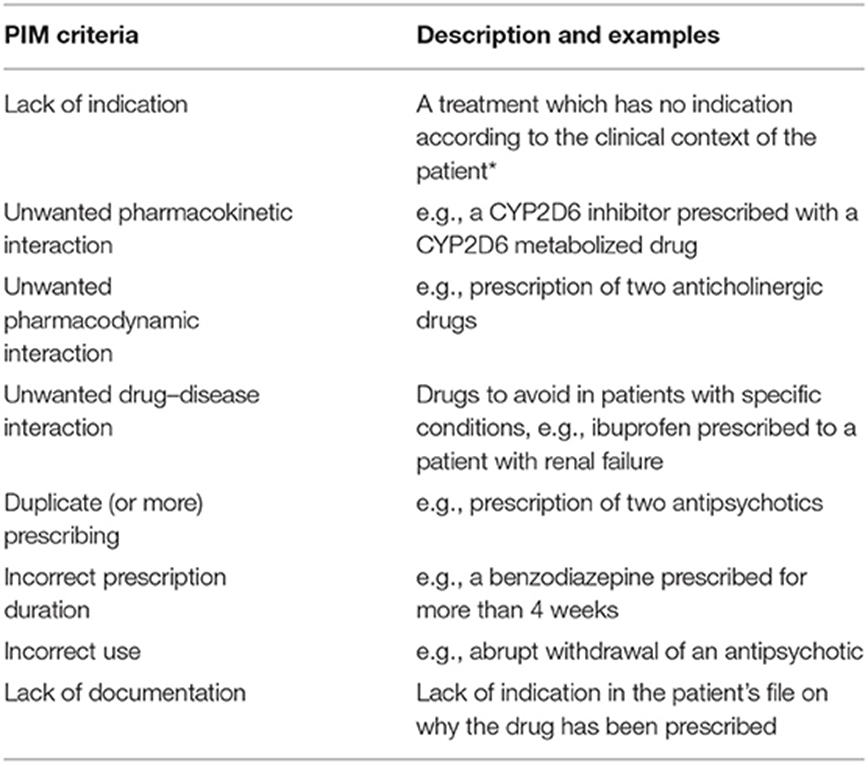 PIM criteria Description and examples
Lack of indication A treatment which has no indication
according to the clinical context of the
patient*
Unwanted pharmacokinetic e.g., a CYP2D6 inhibitor prescribed with a
interaction CYP2D6 metabolized drug
Unwanted e.g., prescription of two anticholinergic
pharmacodynamic drugs
interaction
Unwanted drug–disease Drugs to avoid in patients with specific
interaction conditions, e.g., ibuprofen prescribed to a
patient with renal failure
Duplicate (or more) e.g., prescription of two antipsychotics
prescribing
Incorrect prescription e.g., a benzodiazepine prescribed for
duration more than 4 weeks
Incorrect use e.g., abrupt withdrawal of an antipsychotic
Lack of documentation Lack of indication in the patient’s file on
why the drug has been prescribed